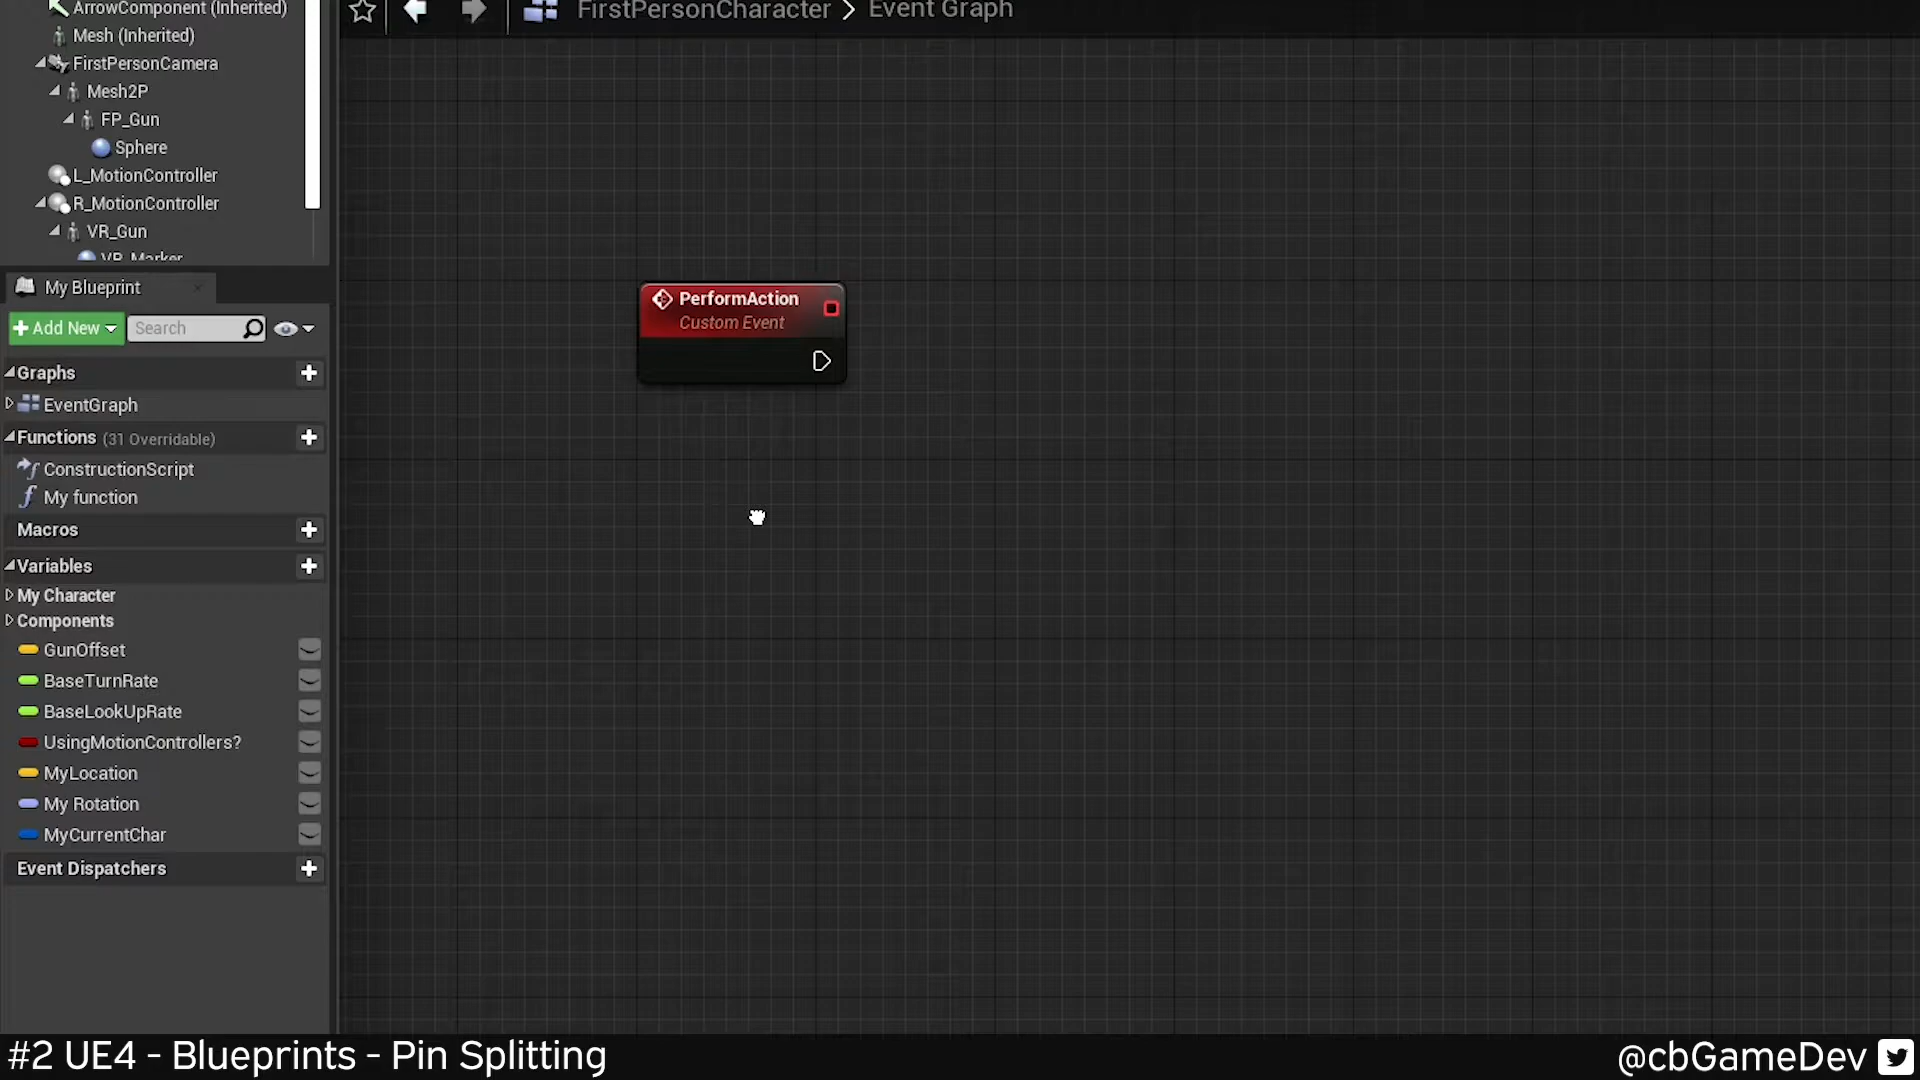 ArrowComponent (Inherited)
Mesh (Inherited)
FirstPersonCamera
Mesh2P
FP_Gun
Sphere
L_MotionController
R_MotionController
VR_Gun
VR_Marker
FirstPersonCharacter > Event Graph
PerformAction
Custom Event
My Blueprint
Add New
Search
Graphs
EventGraph
Functions (31 Overridable)
ConstructionScript
My function
Macros
Variables
My Character
Components
GunOffset
BaseTurnRate
BaseLookUpRate
UsingMotionControllers?
MyLocation
My Rotation
MyCurrentChar
Event Dispatchers
#2 UE4 - Blueprints - Pin Splitting
@cbGameDev